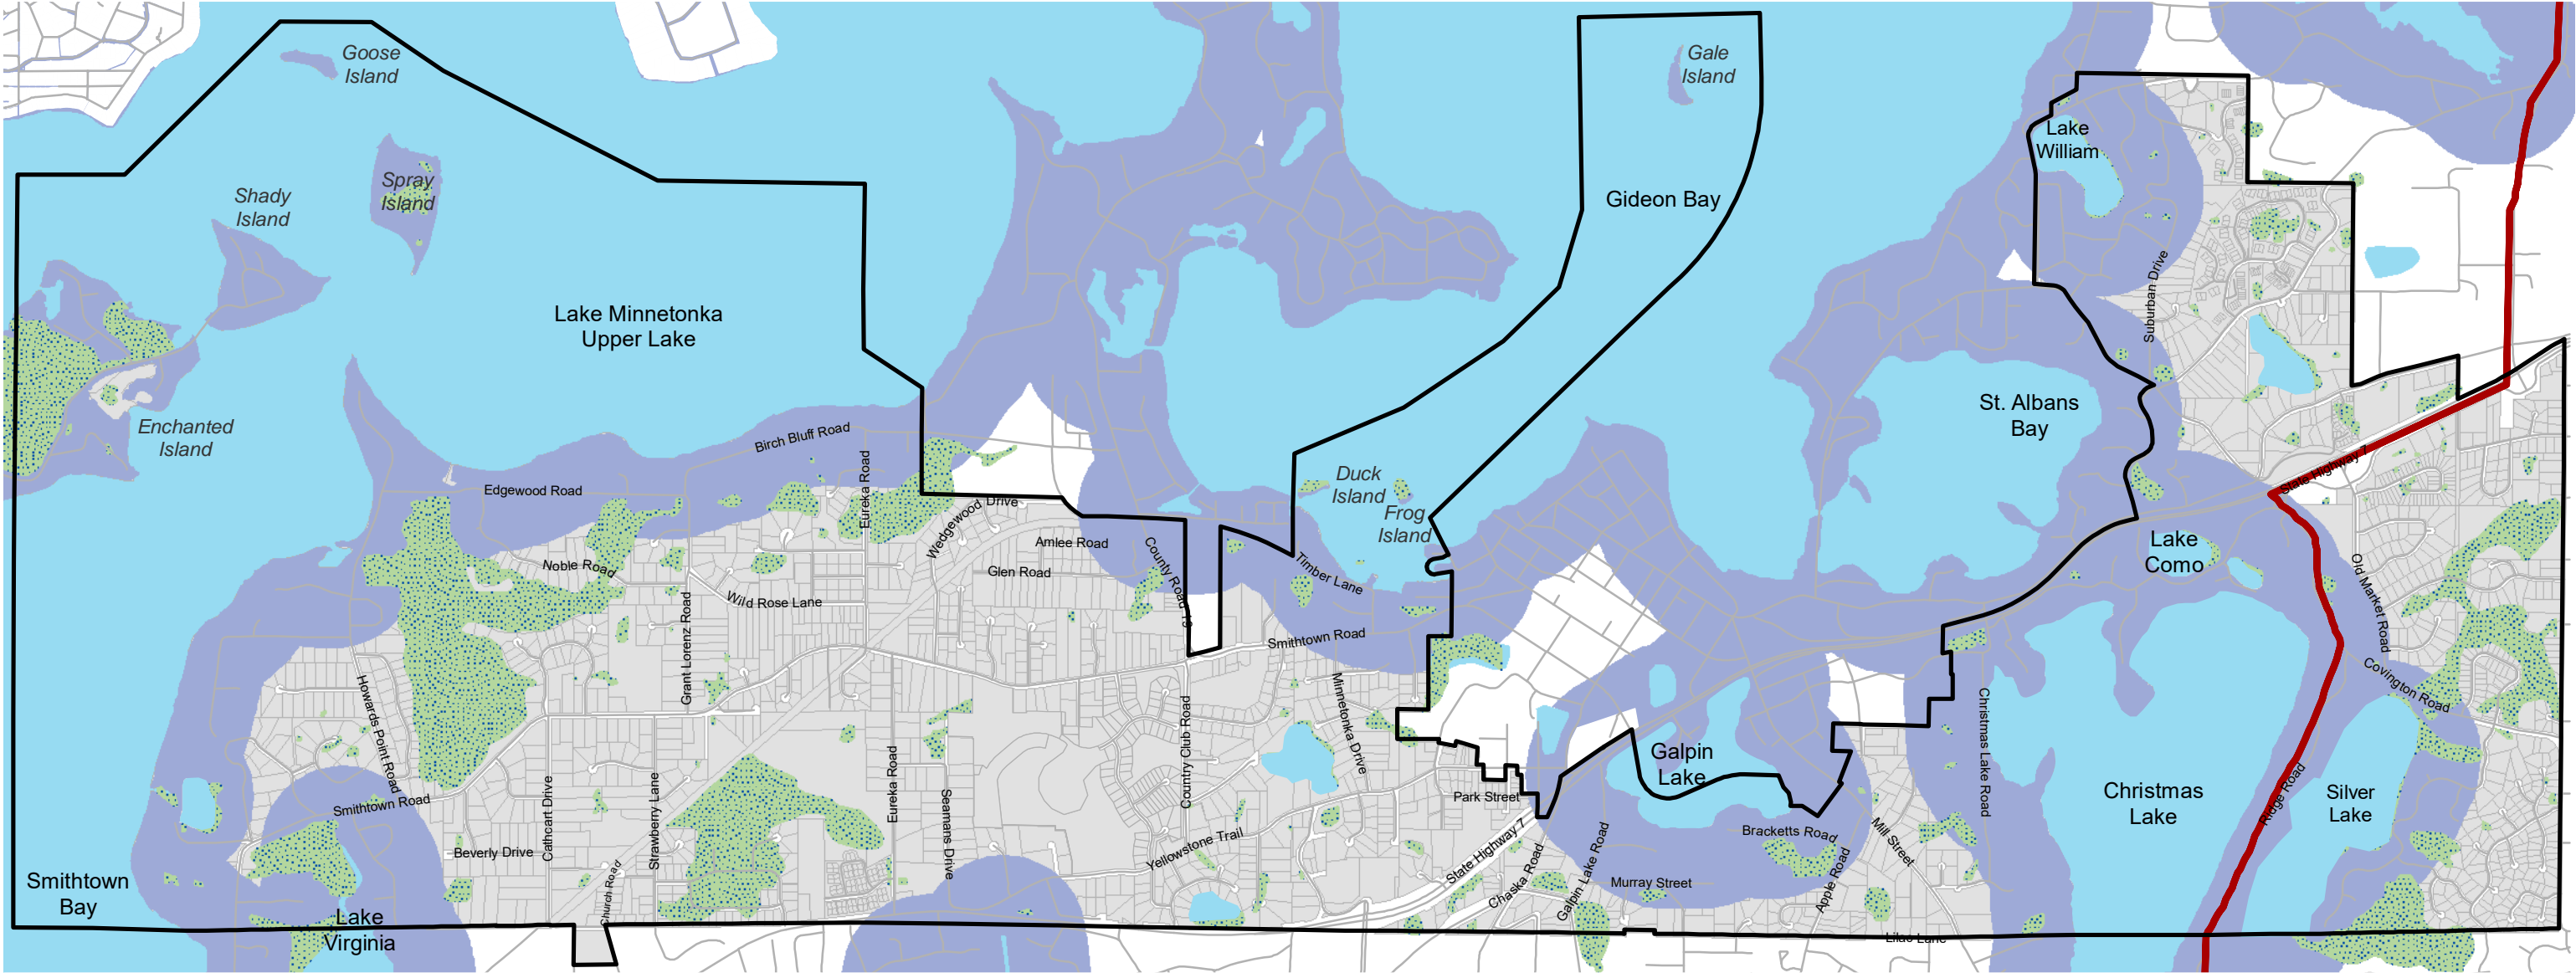 Goose
Island
Gale
Island
Lake
William
Spray
Island
Shady
Island
Gideon Bay
Suburban Drive
Lake Minnetonka
Upper Lake
St. Albans
Bay
Enchanted
Island
Birch Bluff Road
Edgewood Road
Eureka Road
Wedgewood Drive
Duck
Island
Frog
Island
State Highway 7
Amlee Road
Glen Road
County Road 19
Timber Lane
Lake
Como
Old Market Road
Noble Road
Wild Rose Lane
Grant Lorenz Road
Smithtown Road
Howards Point Road
Country Club Road
Minnetonka Drive
Christmas Lake Road
Covington Road
Galpin
Lake
Smithtown Road
Cathcart Drive
Strawberry Lane
Eureka Road
Seamans Drive
Park Street
Christmas
Lake
Ridge Road
Silver
Lake
Beverly Drive
Church Road
Yellowstone Trail
State Highway 7
Chaska Road
Galpin Lake Road
Bracketts Road
Mill Street
Apple Road
Murray Street
Smithtown
Bay
Lake
Virginia
Lilac Lane